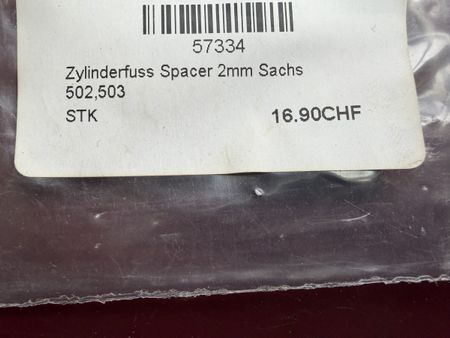 57334
Zylinderfuss Spacer 2mm Sachs
502,503
STK 16.90CHF